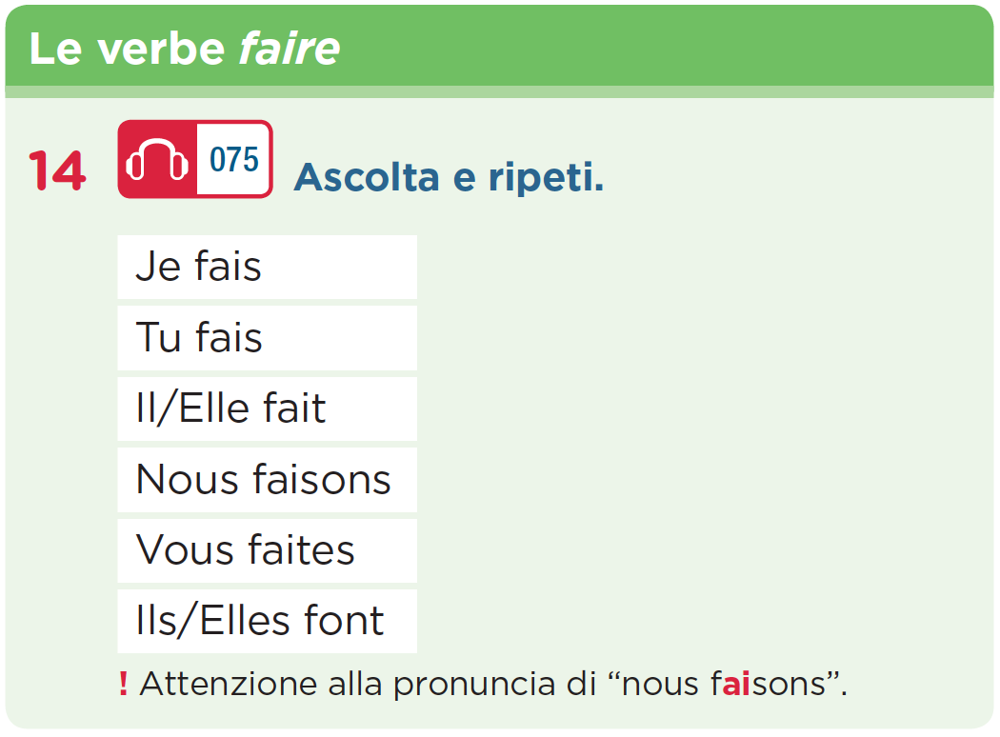 Le verbe faire
14 075 Ascolta e ripeti.
Je fais
Tu fais
Il/Elle fait
Nous faisons
Vous faites
Ils/Elles font
! Attenzione alla pronuncia di “nous faisons”.